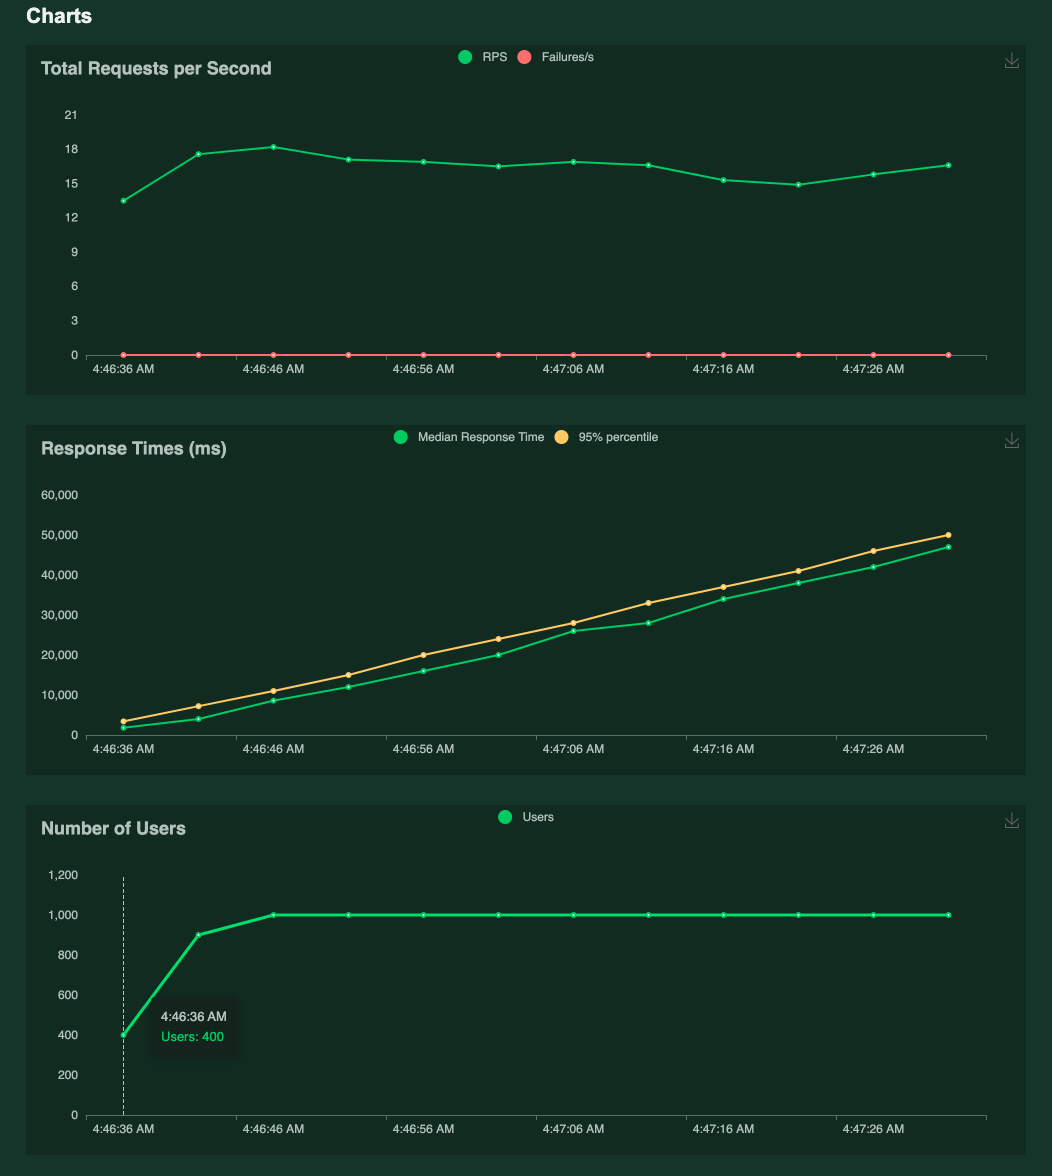 Charts
Total Requests per Second
RPS
Failures/s
21
18
15
12
9
6
3
0
4:46:36 AM
4:46:46 AM
4:46:56 AM
4:47:06 AM
4:47:16 AM
4:47:26 AM
Response Times (ms)
Median Response Time
95% percentile
60,000
50,000
40,000
30,000
20,000
10,000
0
4:46:36 AM
4:46:46 AM
4:46:56 AM
4:47:06 AM
4:47:16 AM
4:47:26 AM
Number of Users
Users
1,200
1,000
800
600
400
200
0
4:46:36 AM
Users: 400
4:46:36 AM
4:46:46 AM
4:46:56 AM
4:47:06 AM
4:47:16 AM
4:47:26 AM